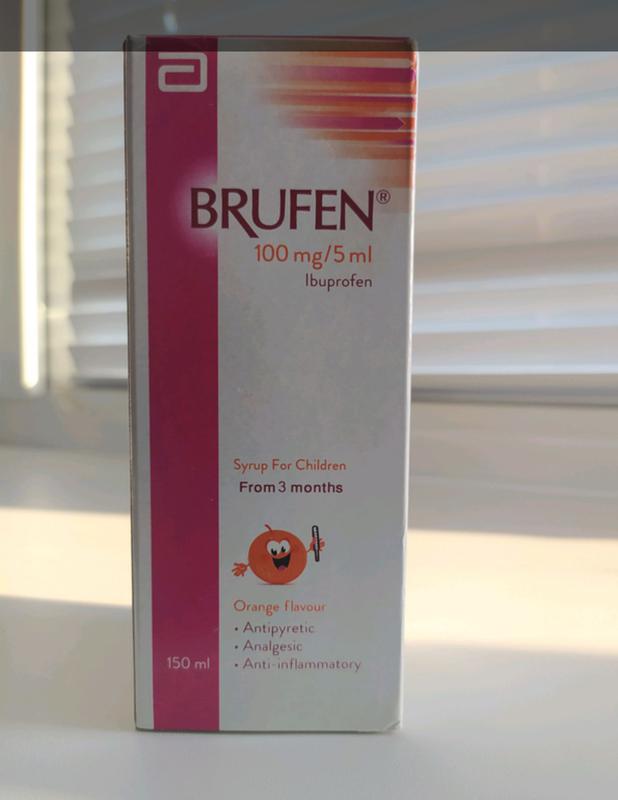 BRUFEN®
100 mg/5 ml
Ibuprofen
Syrup For Children
From 3 months
Orange flavour
• Antipyretic
• Analgesic
• Anti-inflammatory
150 ml